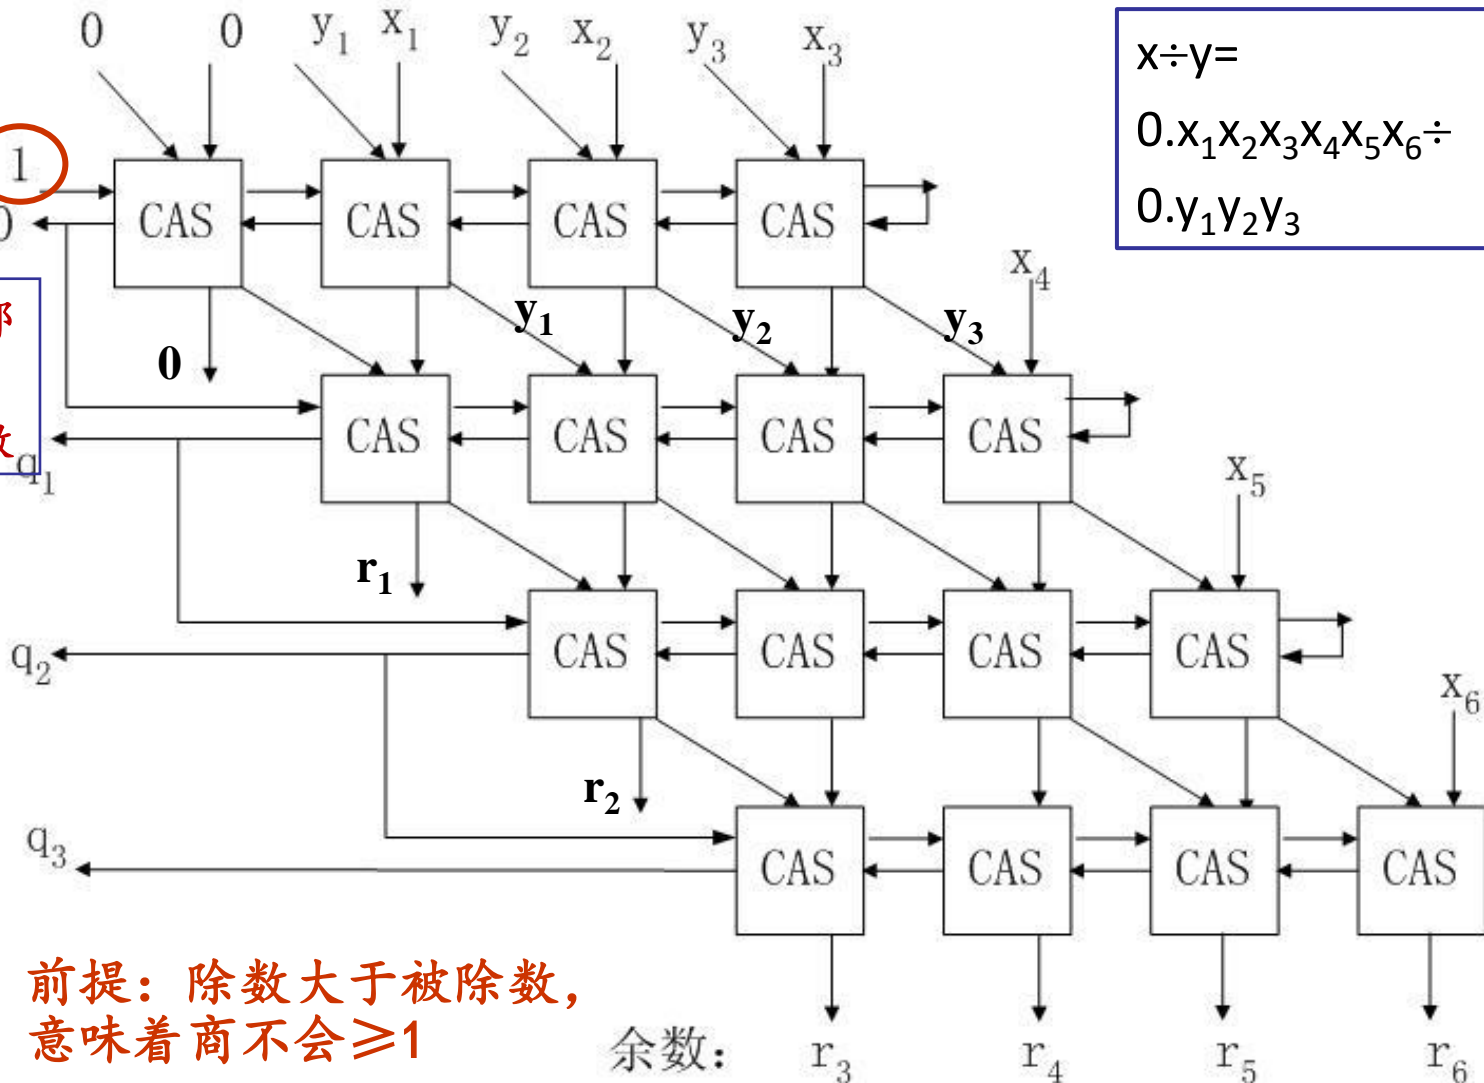 0 0 y₁ x₁ y₂ x₂ y₃ x₃
x÷y=
0.x₁x₂x₃x₄x₅x₆÷
0.y₁y₂y₃
1
0
CAS CAS CAS CAS
x₄
y₁ y₂ y₃
0
数
CAS CAS CAS CAS
q₁
x₅
r₁
CAS CAS CAS CAS
q₂
x₆
r₂
CAS CAS CAS CAS
q₃
前提：除数大于被除数，
意味着商不会≥1
余数： r₃ r₄ r₅ r₆